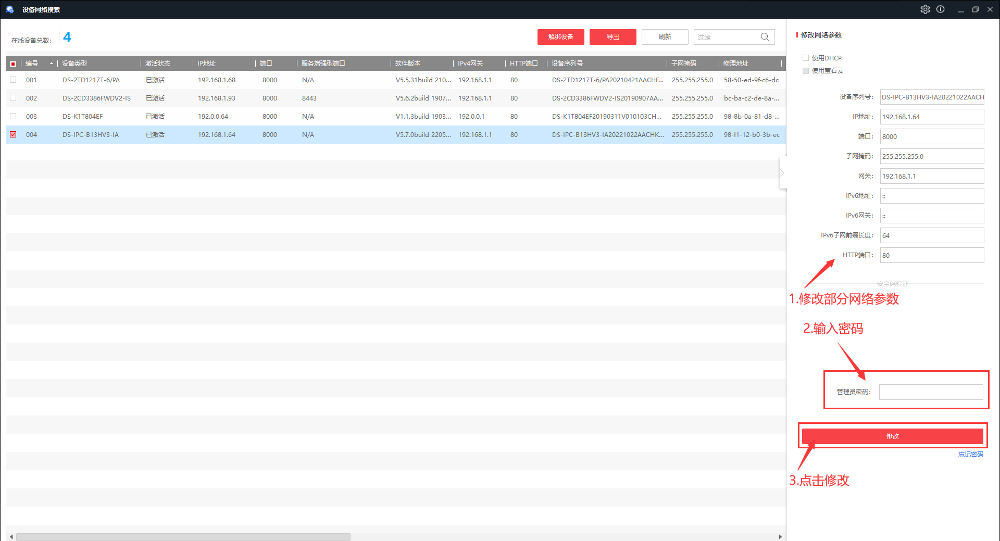 设备网络搜索
在线设备总数： 4
解绑设备 导出 刷新 过滤
编号 设备类型 激活状态 IP地址 端口 服务增强型端口 软件版本 IPv4网关 HTTP端口 设备序列号 子网掩码 物理地址
001 DS-2TD1217T-6/PA 已激活 192.168.1.68 8000 N/A V5.5.31build 210... 192.168.1.1 80 DS-2TD1217T-6/PA20210421AACHF... 255.255.255.0 58-50-ed-9f-c6-dc
002 DS-2CD3386FWDV2-IS 已激活 192.168.1.93 8000 8443 V5.6.2build 1907... 192.168.1.1 80 DS-2CD3386FWDV2-IS20190907AA... 255.255.255.0 bc-ba-c2-de-8a-...
003 DS-K1T804EF 已激活 192.0.0.64 8000 N/A V1.1.3build 1903... 192.0.0.1 80 DS-K1T804EF20190311V010103CH... 255.255.255.0 98-8b-0a-81-d8-...
004 DS-IPC-B13HV3-IA 已激活 192.168.1.64 8000 N/A V5.7.0build 2205... 192.168.1.1 80 DS-IPC-B13HV3-IA20221022AACHK... 255.255.255.0 98-f1-12-b0-3b-ec
修改网络参数
使用DHCP
使用萤石云
设备序列号： DS-IPC-B13HV3-IA20221022AACH
IP地址： 192.168.1.64
端口： 8000
子网掩码： 255.255.255.0
网关： 192.168.1.1
IPv6地址： ::
IPv6网关： ::
IPv6子网前缀长度： 64
HTTP端口： 80
安全码验证
1.修改部分网络参数
2.输入密码
管理员密码：
修改
忘记密码
3.点击修改